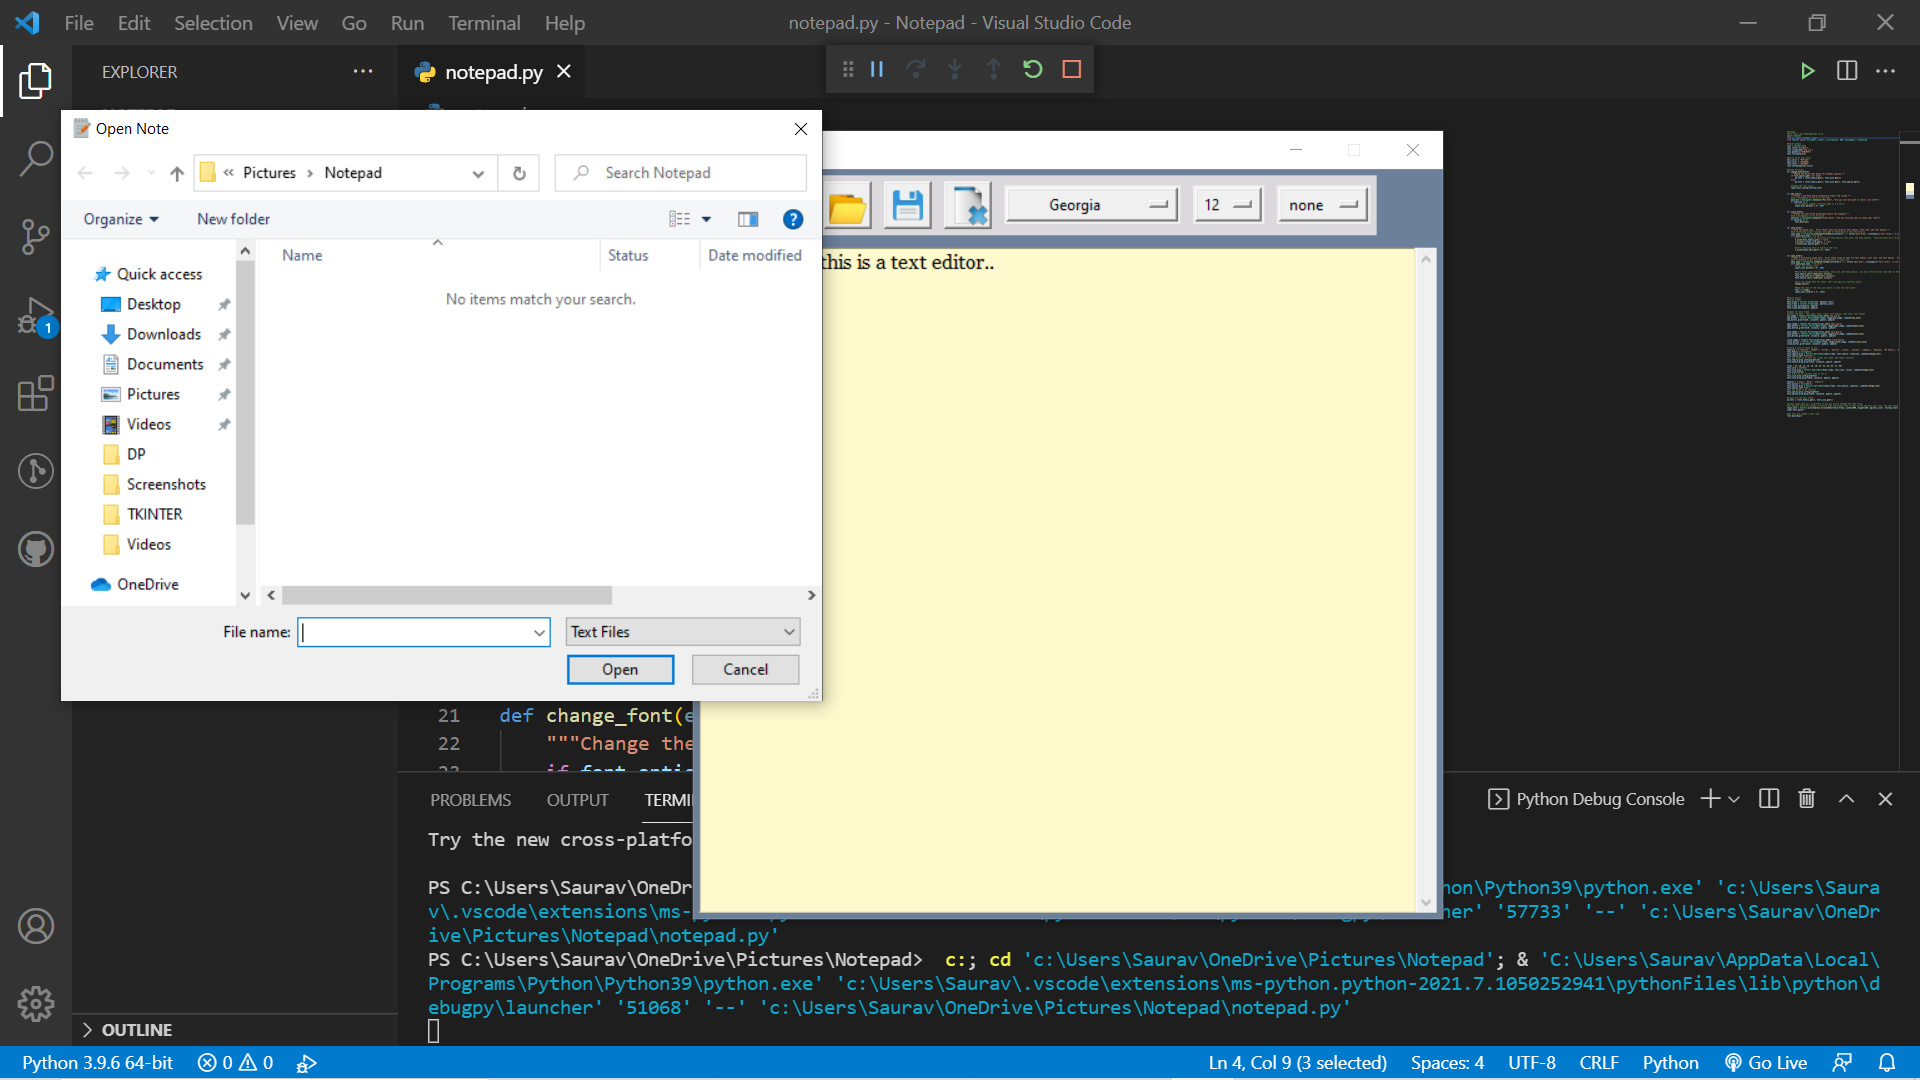 File Edit Selection View Go Run Terminal Help
notepad.py - Notepad - Visual Studio Code
EXPLORER
notepad.py
Open Note
« Pictures › Notepad
Search Notepad
Organize
New folder
Name
Status
Date modified
No items match your search.
Quick access
Desktop
Downloads
Documents
Pictures
Videos
DP
Screenshots
TKINTER
Videos
OneDrive
File name:
Text Files
Open
Cancel
Georgia
12
none
this is a text editor..
1
21 def change_font(e
22 """Change the
PROBLEMS
OUTPUT
TERMI
Python Debug Console
Try the new cross-platfo
PS C:\Users\Saurav\OneDr
hon\Python39\python.exe' 'c:\Users\Saura
v\.vscode\extensions\ms-
her' '57733' '--' 'c:\Users\Saurav\OneDr
ive\Pictures\Notepad\notepad.py'
PS C:\Users\Saurav\OneDrive\Pictures\Notepad> c:; cd 'c:\Users\Saurav\OneDrive\Pictures\Notepad'; & 'C:\Users\Saurav\AppData\Local\
Programs\Python\Python39\python.exe' 'c:\Users\Saurav\.vscode\extensions\ms-python.python-2021.7.1050252941\pythonFiles\lib\python\d
ebugpy\launcher' '51068' '--' 'c:\Users\Saurav\OneDrive\Pictures\Notepad\notepad.py'
OUTLINE
Python 3.9.6 64-bit
0
0
Ln 4, Col 9 (3 selected)
Spaces: 4
UTF-8
CRLF
Python
Go Live